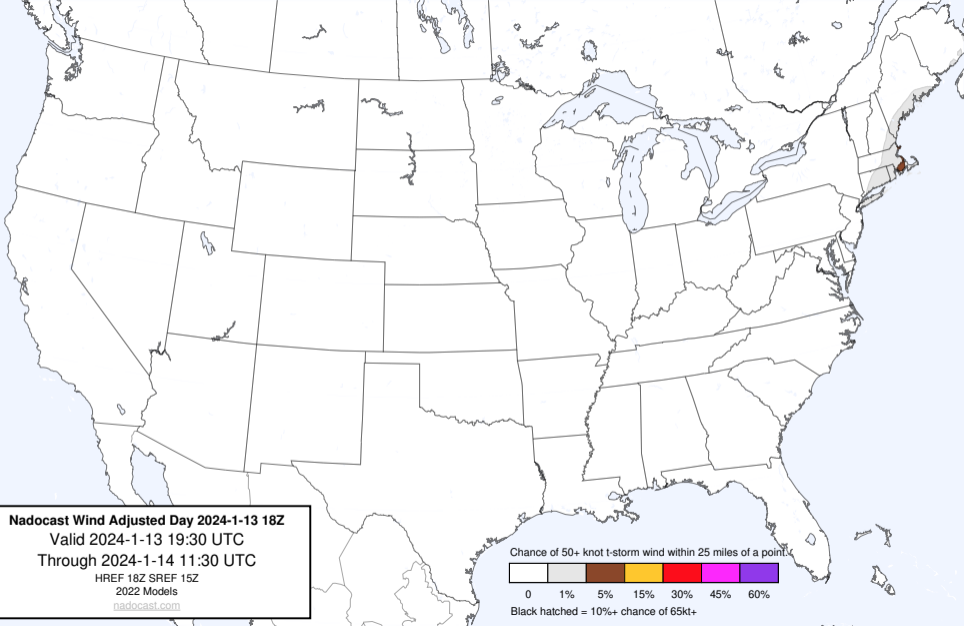 Nadocast Wind Adjusted Day 2024-1-13 18Z
Valid 2024-1-13 19:30 UTC
Through 2024-1-14 11:30 UTC
HREF 18Z SREF 15Z
2022 Models
nadocast.com
Chance of 50+ knot t-storm wind within 25 miles of a point.
0 1% 5% 15% 30% 45% 60%
Black hatched = 10%+ chance of 65kt+